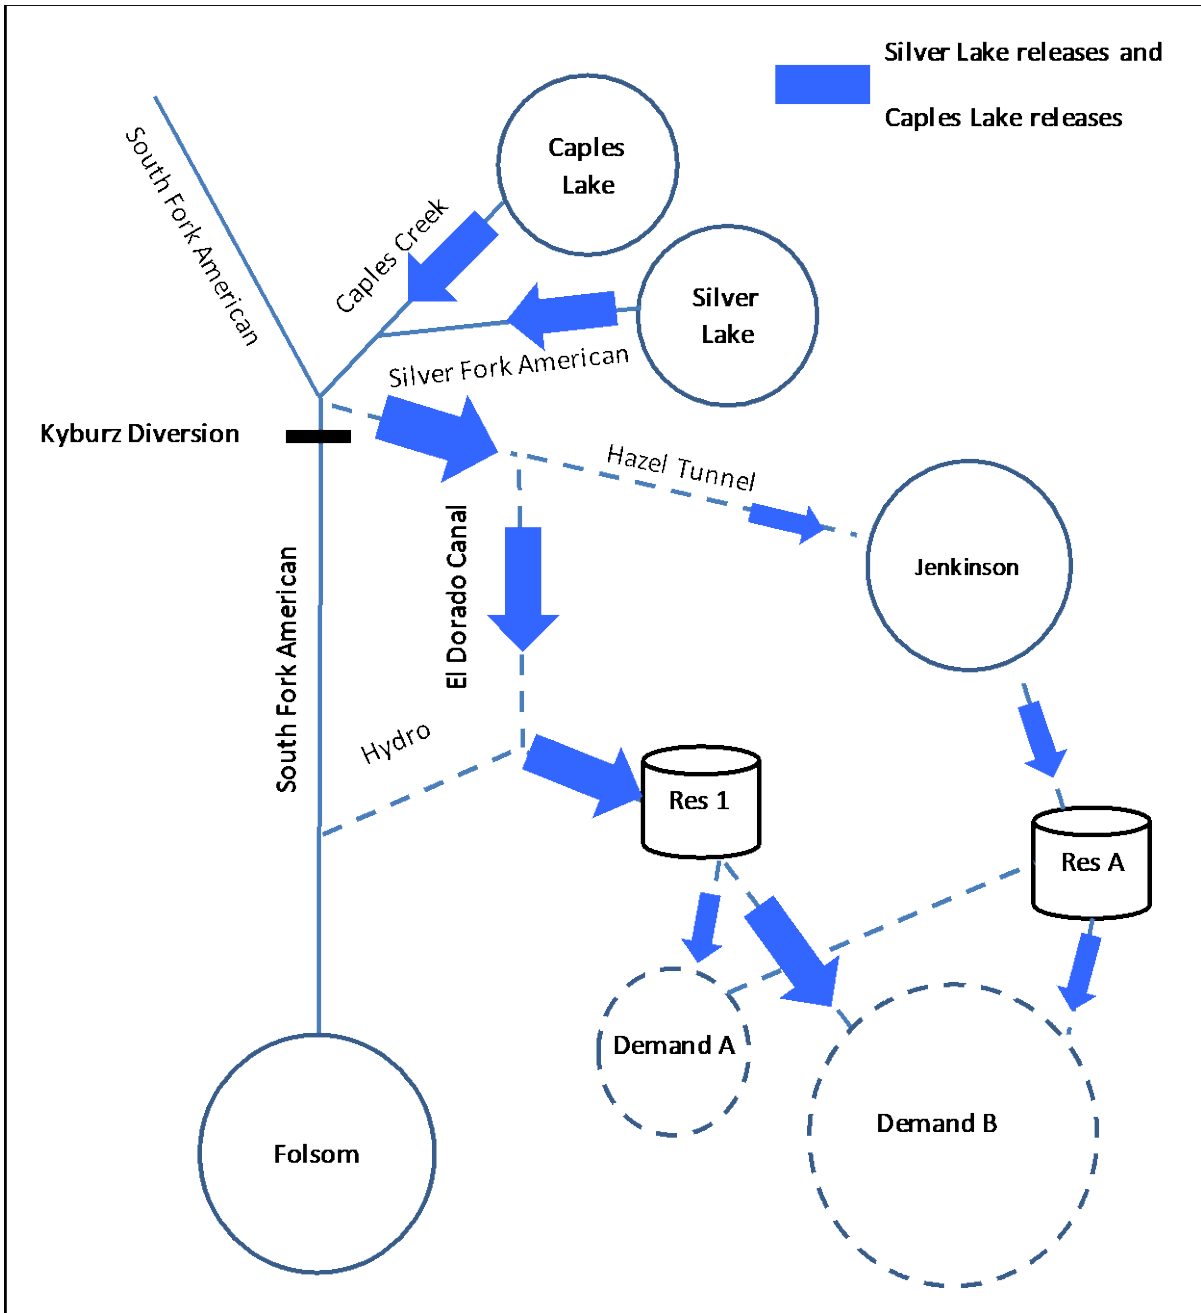 Silver Lake releases and
Caples Lake releases
South Fork American
Caples
Lake
Caples Creek
Silver
Lake
Silver Fork American
Kyburz Diversion
Hazel Tunnel
El Dorado Canal
Jenkinson
South Fork American
Hydro
Res 1
Res A
Demand A
Demand B
Folsom